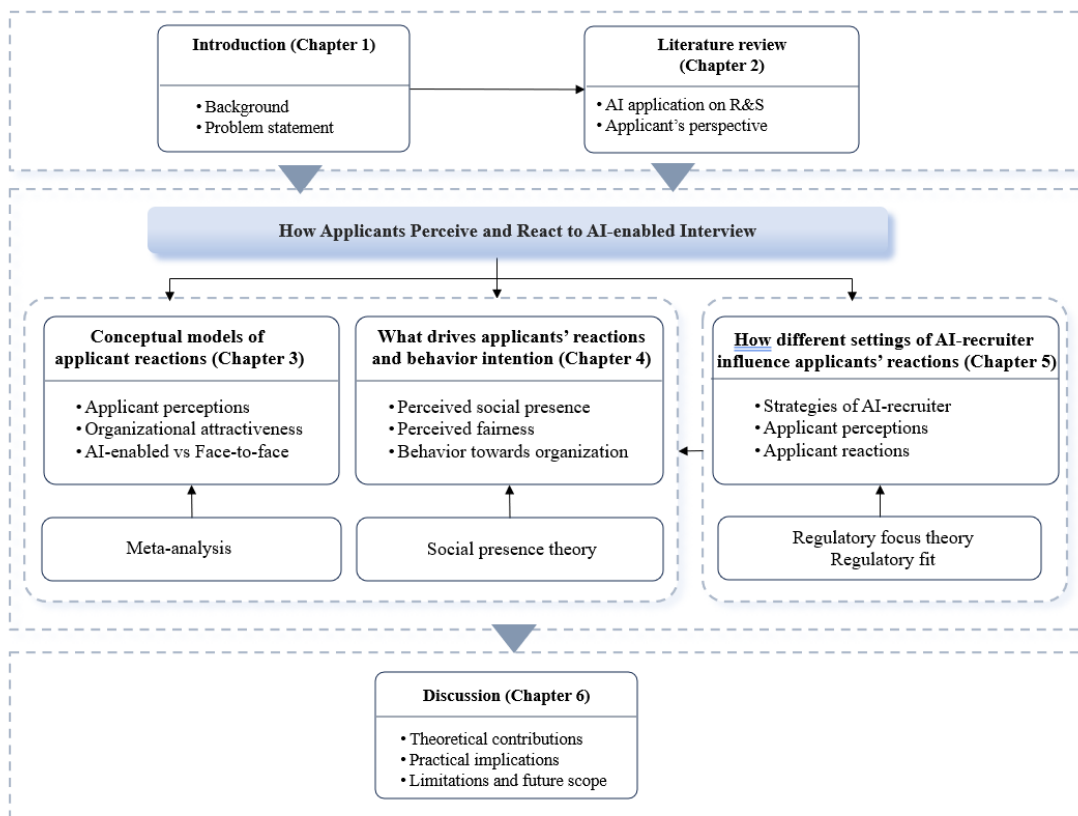 Introduction (Chapter 1)
• Background
• Problem statement
Literature review
(Chapter 2)
• AI application on R&S
• Applicant's perspective
How Applicants Perceive and React to AI-enabled Interview
Conceptual models of
applicant reactions (Chapter 3)
• Applicant perceptions
• Organizational attractiveness
• AI-enabled vs Face-to-face
Meta-analysis
What drives applicants' reactions
and behavior intention (Chapter 4)
• Perceived social presence
• Perceived fairness
• Behavior towards organization
Social presence theory
How different settings of AI-recruiter
influence applicants' reactions (Chapter 5)
• Strategies of AI-recruiter
• Applicant perceptions
• Applicant reactions
Regulatory focus theory
Regulatory fit
Discussion (Chapter 6)
• Theoretical contributions
• Practical implications
• Limitations and future scope